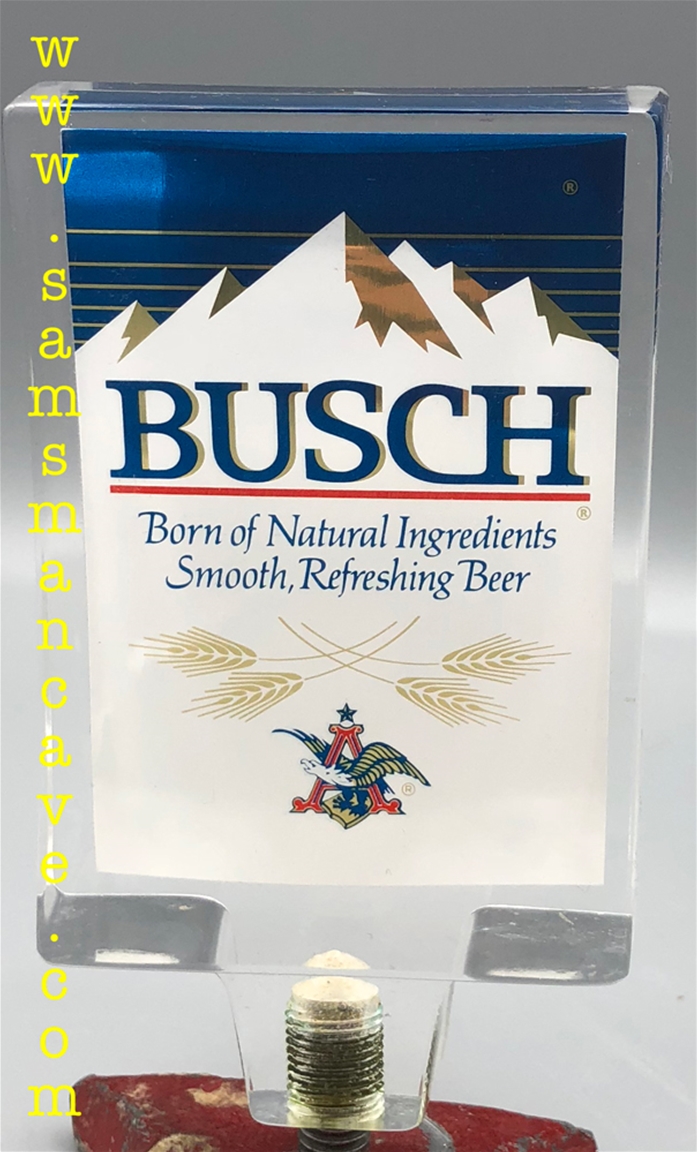 www.samsmancave.com
®
BUSCH
®
Born of Natural Ingredients
Smooth, Refreshing Beer
A
®